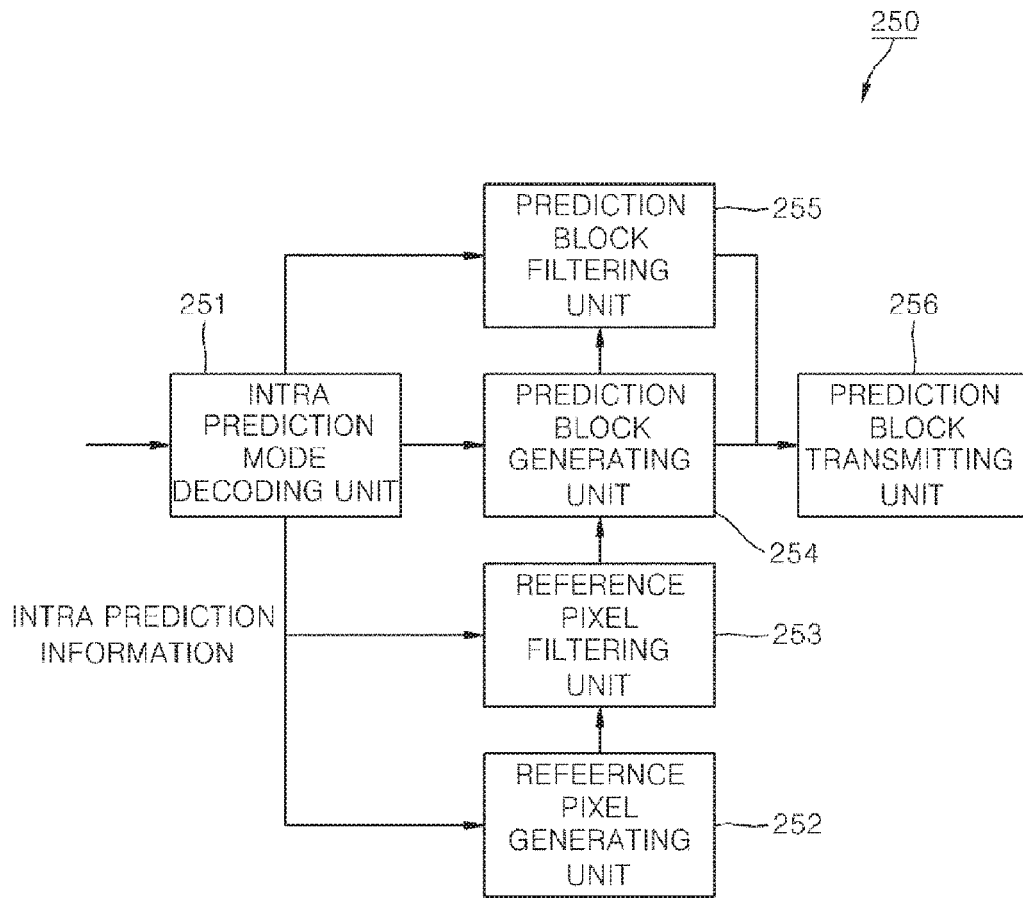 250
PREDICTION
BLOCK
FILTERING
UNIT
255
251
INTRA
PREDICTION
MODE
DECODING UNIT
PREDICTION
BLOCK
GENERATING
UNIT
254
256
PREDICTION
BLOCK
TRANSMITTING
UNIT
INTRA PREDICTION
INFORMATION
REFERENCE
PIXEL
FILTERING
UNIT
253
REFEERNCE
PIXEL
GENERATING
UNIT
252